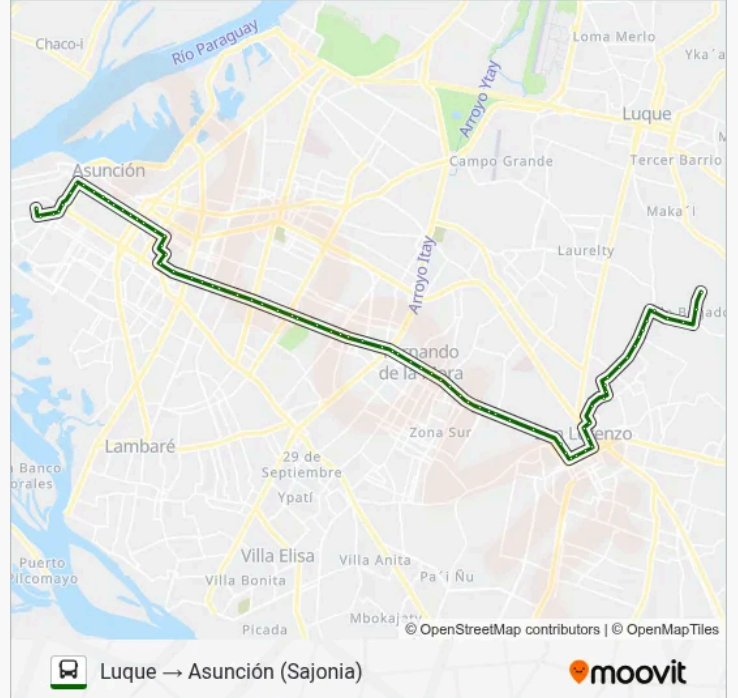 Chaco-i
Río Paraguay
Loma Merlo
Yka´a
Arroyo Ytay
Luque
Campo Grande
Tercer Barrio
Asunción
Maka´i
Laurelty
Arroyo Itay
de la
Lambaré
Zona Sur
29 de
Septiembre
Ypatí
Banco
Villa Elisa
Villa Anita
Villa Bonita
Pa´i Ñu
Puerto
Pilcomayo
Mbokajaty
Picada
© OpenStreetMap contributors | © OpenMapTiles
Luque → Asunción (Sajonia)
moovit